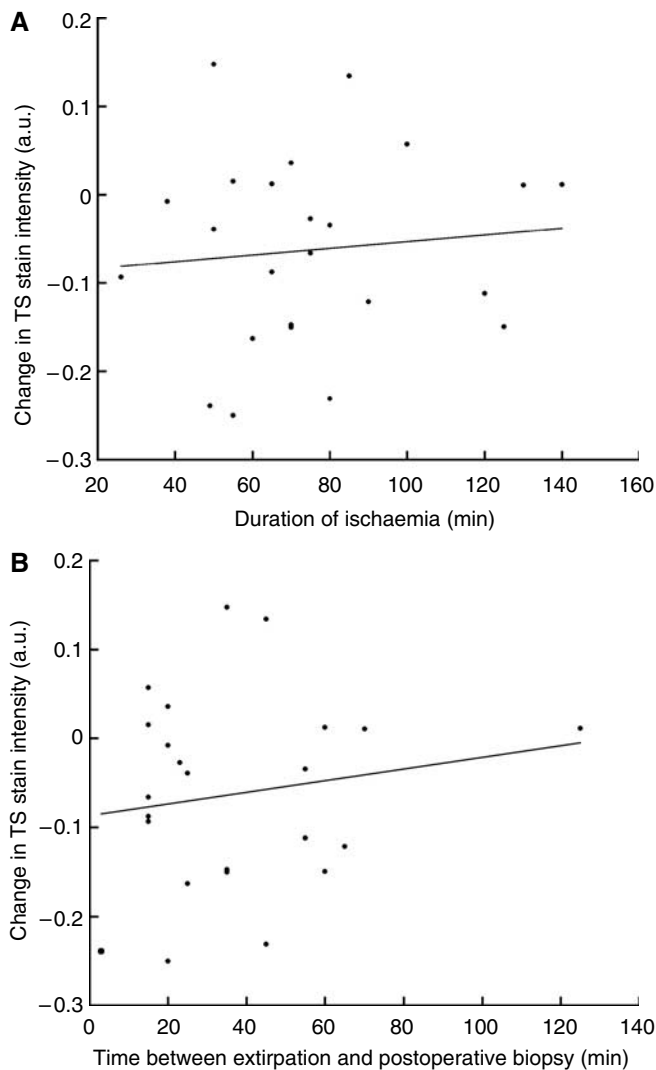 A
Change in TS stain intensity (a.u.)
0.2
0.1
0
−0.1
−0.2
−0.3
20 40 60 80 100 120 140 160
Duration of ischaemia (min)
B
Change in TS stain intensity (a.u.)
0.2
0.1
0
−0.1
−0.2
−0.3
0 20 40 60 80 100 120 140
Time between extirpation and postoperative biopsy (min)